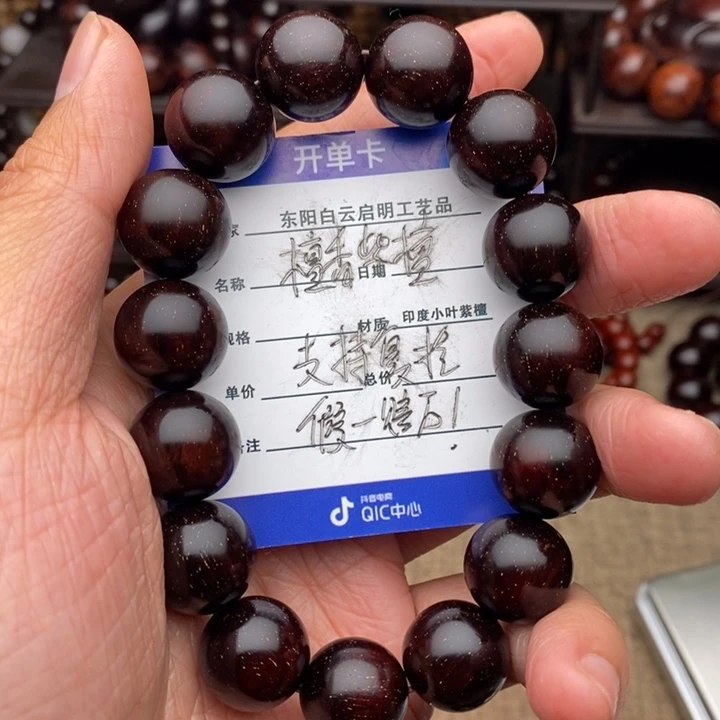 开单卡
家 东阳白云启明工艺品
名称 檀香紫檀 日期
规格 材质 印度小叶紫檀
支持复检
单价 总价
假一赔万!
备注
抖音电商
QIC中心